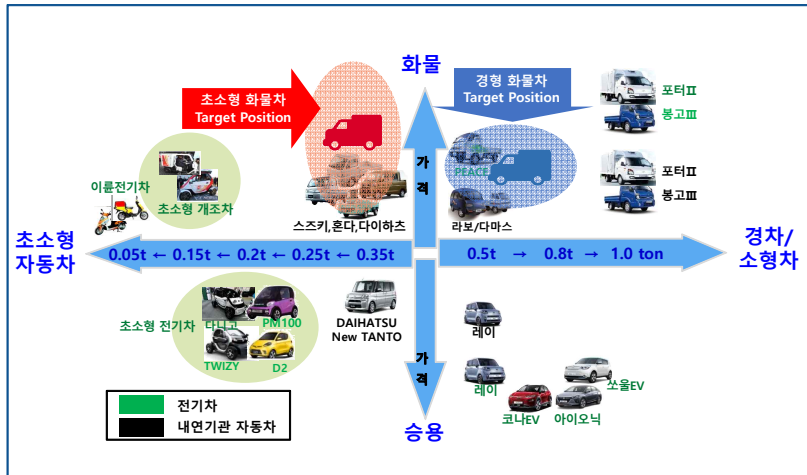 화물
초소형 화물차
Target Position
경형 화물차
Target Position
포터Ⅱ
봉고Ⅲ
가
격
PEACE
이륜전기차
초소형 개조차
포터Ⅱ
봉고Ⅲ
스즈키,혼다,다이하츠
라보/다마스
초소형
자동차
0.05t ← 0.15t ← 0.2t ← 0.25t ← 0.35t
0.5t → 0.8t → 1.0 ton
경차/
소형차
초소형 전기차
다니고
PM100
TWIZY
D2
DAIHATSU
New TANTO
가
격
레이
레이
쏘울EV
코나EV
아이오닉
전기차
내연기관 자동차
승용